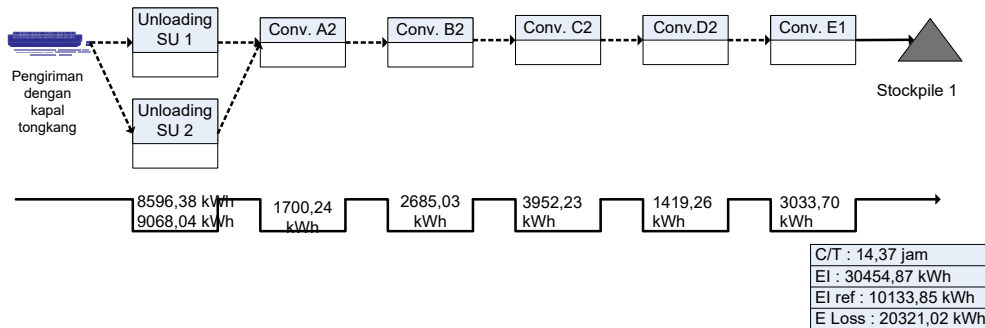 Unloading
SU 1
Conv. A2
Conv. B2
Conv. C2
Conv.D2
Conv. E1
Pengiriman
dengan
kapal
tongkang
Unloading
SU 2
Stockpile 1
8596,38 kWh
9068,04 kWh
1700,24
kWh
2685,03
kWh
3952,23
kWh
1419,26
kWh
3033,70
kWh
C/T : 14,37 jam
EI : 30454,87 kWh
EI ref : 10133,85 kWh
E Loss : 20321,02 kWh